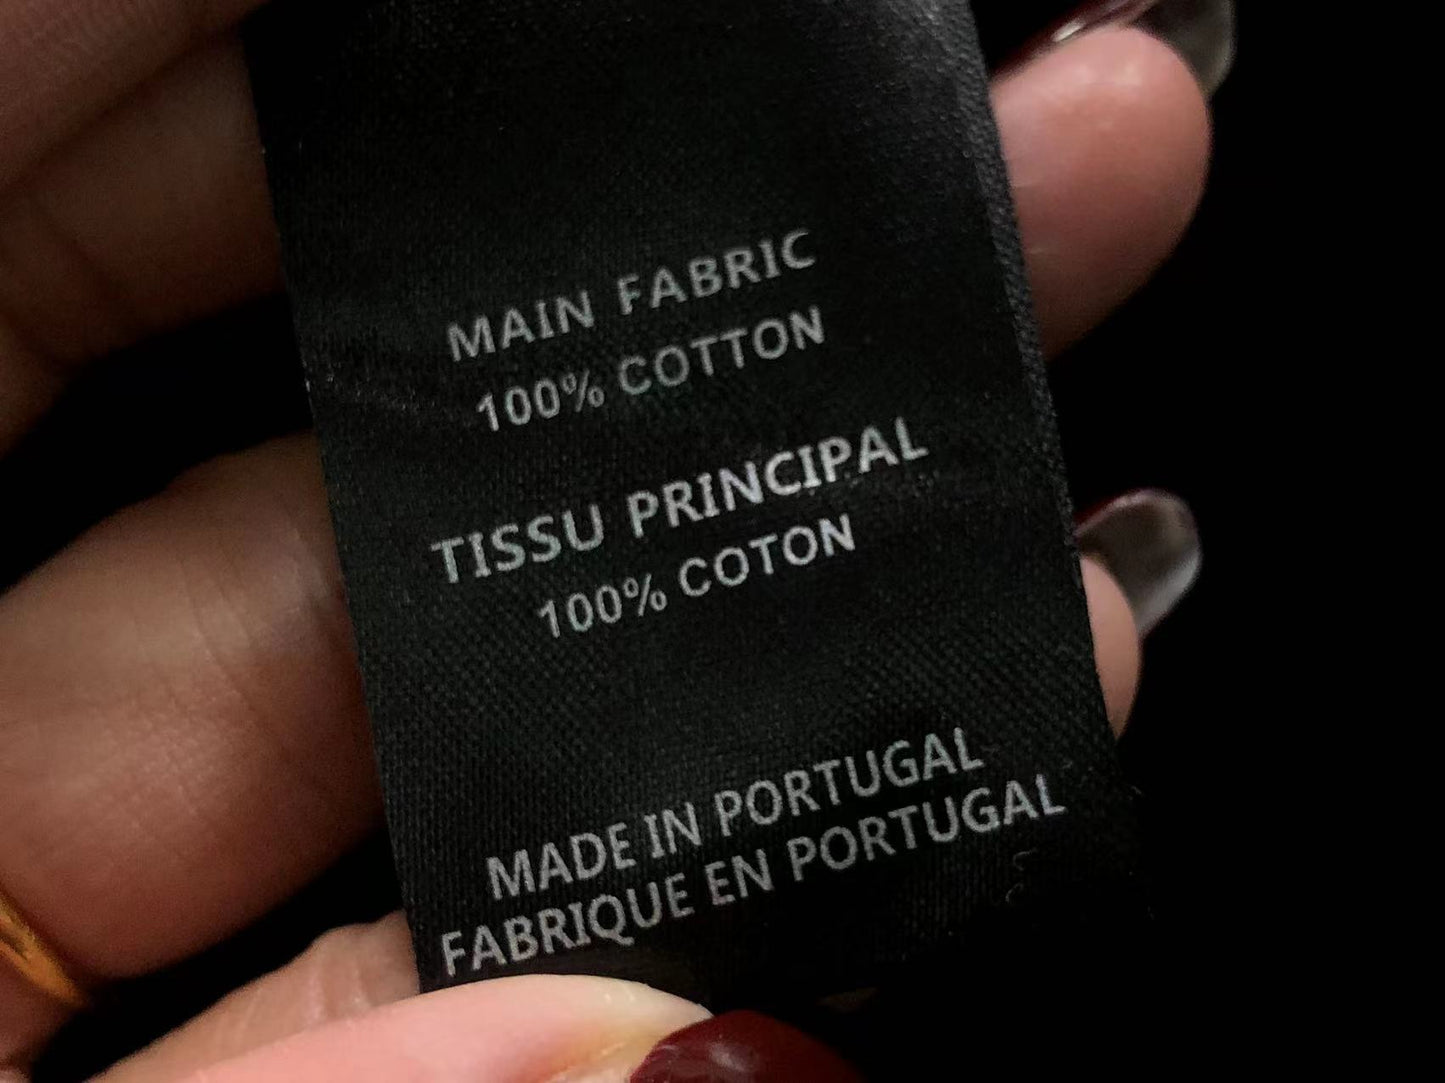 MAIN FABRIC
100% COTTON
TISSU PRINCIPAL
100% COTON
MADE IN PORTUGAL
FABRIQUE EN PORTUGAL